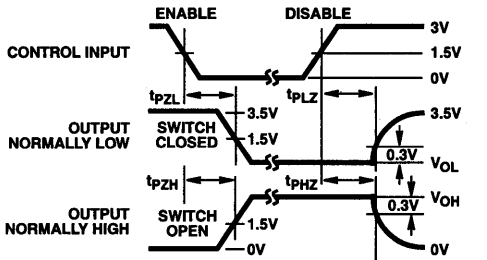 ENABLE DISABLE
3V
CONTROL INPUT 1.5V
0V
tPZL tPLZ
3.5V 3.5V
OUTPUT
NORMALLY LOW
SWITCH
CLOSED
1.5V
0.3V
VOL
tPZH tPHZ
VOH
0.3V
OUTPUT
NORMALLY HIGH
SWITCH
OPEN
1.5V
0V 0V